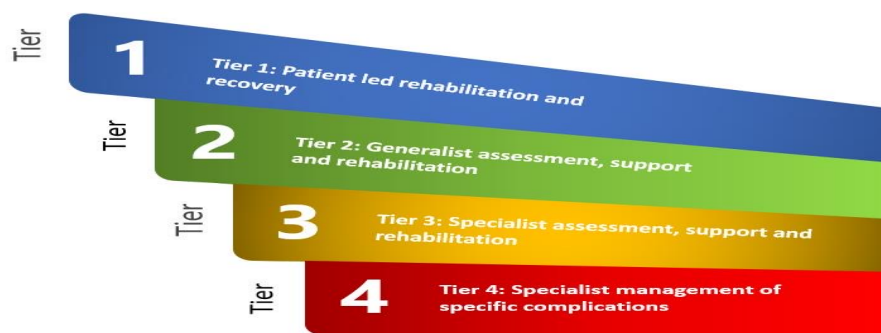 Tier
1
Tier 1: Patient led rehabilitation and
recovery
Tier
2
Tier 2: Generalist assessment, support
and rehabilitation
Tier
3
Tier 3: Specialist assessment, support and
rehabilitation
Tier
4
Tier 4: Specialist management of
specific complications